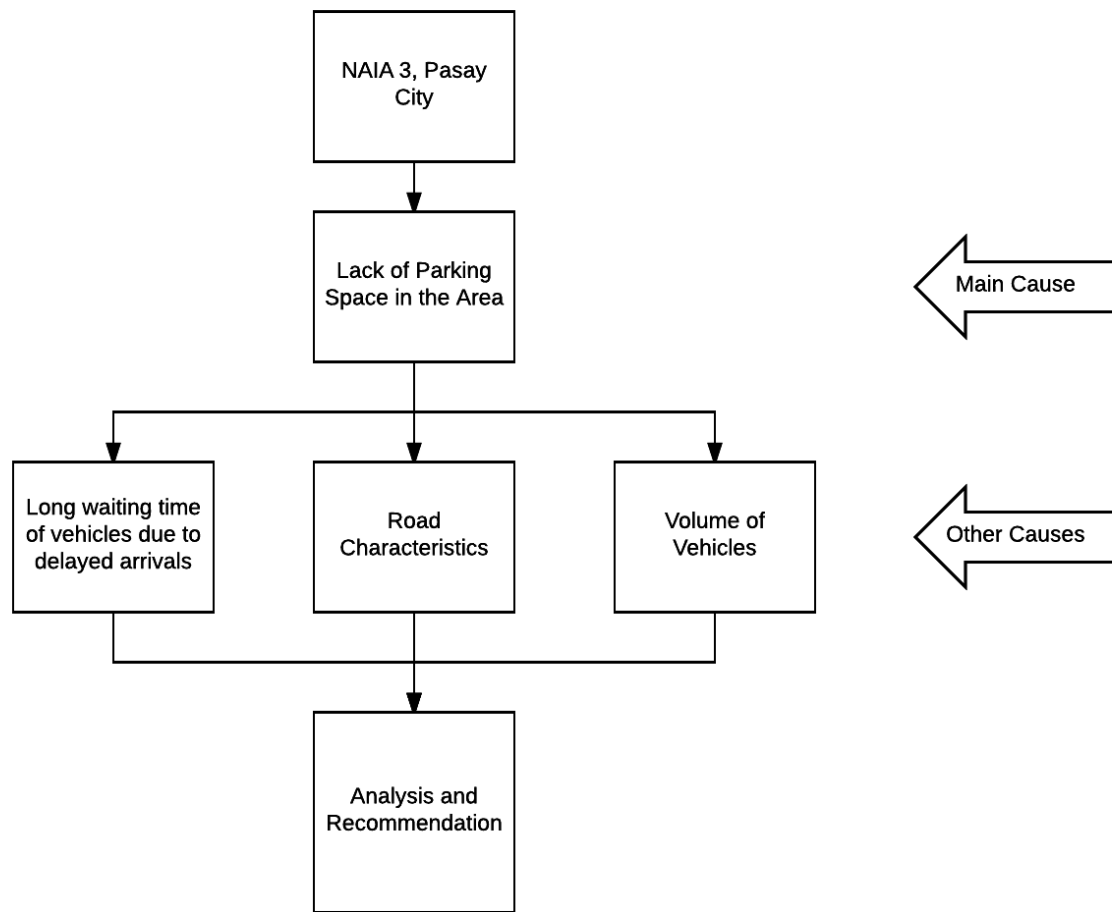 NAIA 3, Pasay
City
Lack of Parking
Space in the Area
Main Cause
Long waiting time
of vehicles due to
delayed arrivals
Road
Characteristics
Volume of
Vehicles
Other Causes
Analysis and
Recommendation